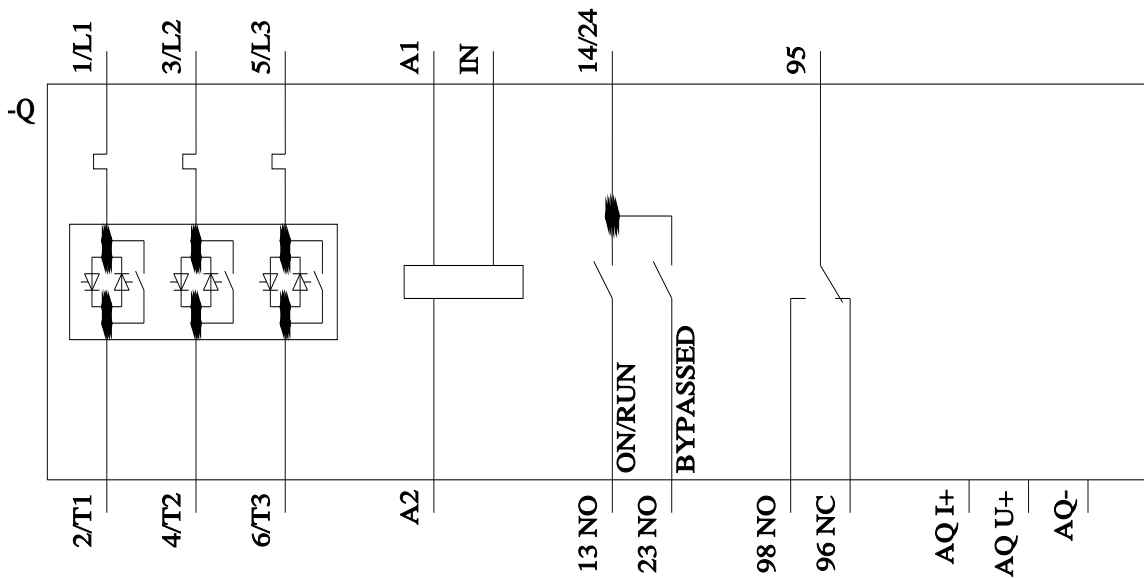 1/L1
3/L2
5/L3
A1
IN
14/24
95
-Q
ON/RUN
BYPASSED
2/T1
4/T2
6/T3
A2
13 NO
23 NO
98 NO
96 NC
AQ I+
AQ U+
AQ-